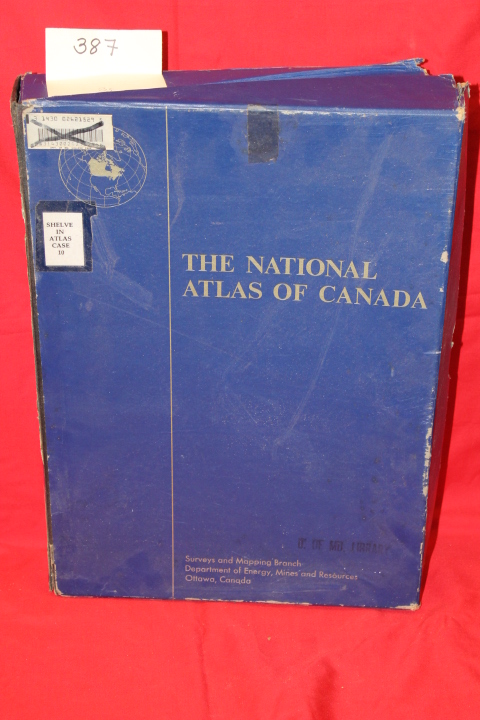 387
SHELVE
IN
ATLAS
CASE
10
THE NATIONAL
ATLAS OF CANADA
LIBRARY
Surveys and Mapping Branch
Department of Energy, Mines and Resources
Ottawa, Canada